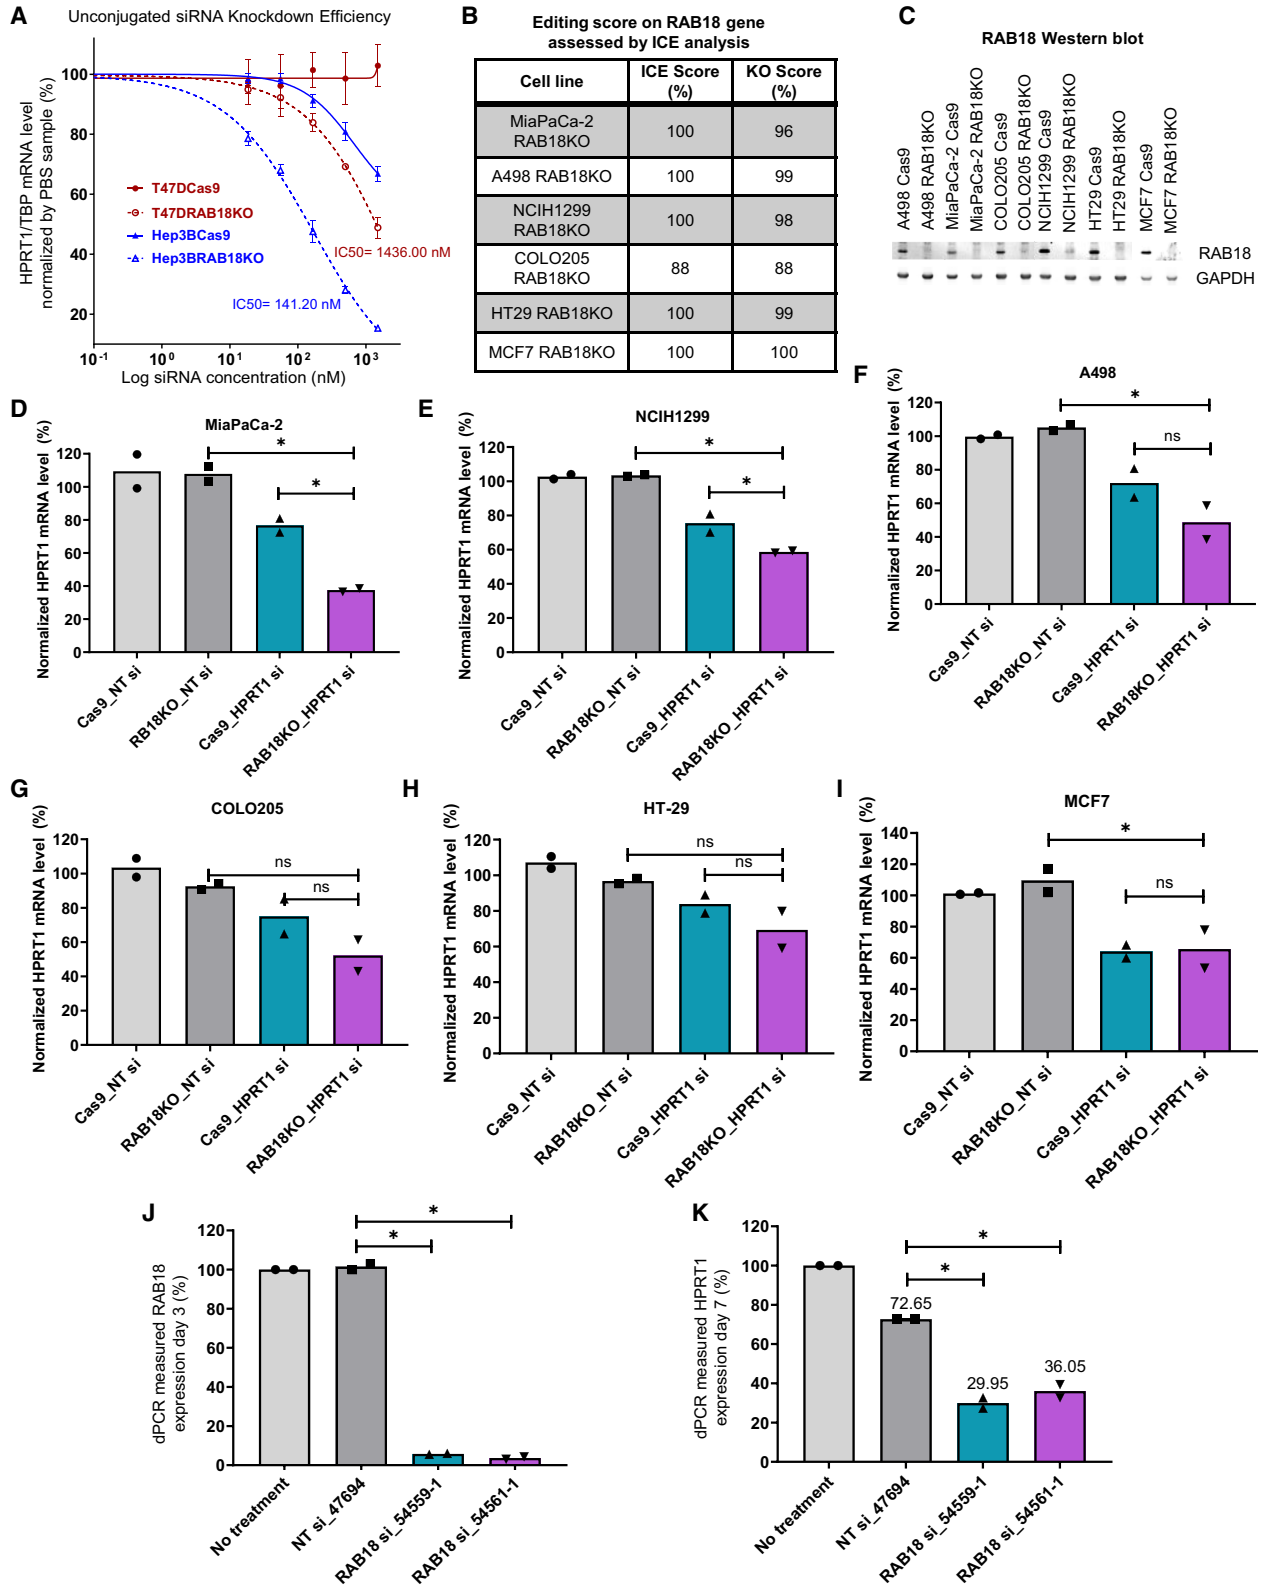 A
Unconjugated siRNA Knockdown Efficiency
HPRT1/TBP mRNA level
normalized by PBS sample (%)
100
80
60
40
20
T47DCas9
T47DRAB18KO
Hep3BCas9
Hep3BRAB18KO
IC50= 1436.00 nM
IC50= 141.20 nM
10-1
100
101
102
103
Log siRNA concentration (nM)
B
Editing score on RAB18 gene
assessed by ICE analysis
Cell line ICE Score (%) KO Score (%)
MiaPaCa-2 RAB18KO 100 96
A498 RAB18KO 100 99
NCIH1299 RAB18KO 100 98
COLO205 RAB18KO 88 88
HT29 RAB18KO 100 99
MCF7 RAB18KO 100 100
C
RAB18 Western blot
A498 Cas9
A498 RAB18KO
MiaPaCa-2 Cas9
MiaPaCa-2 RAB18KO
COLO205 Cas9
COLO205 RAB18KO
NCIH1299 Cas9
NCIH1299 RAB18KO
HT29 Cas9
HT29 RAB18KO
MCF7 Cas9
MCF7 RAB18KO
RAB18
GAPDH
D
MiaPaCa-2
Normalized HPRT1 mRNA level (%)
120
100
80
60
40
20
0
*
*
Cas9_NT si
RB18KO_NT si
Cas9_HPRT1 si
RAB18KO_HPRT1 si
E
NCIH1299
Normalized HPRT1 mRNA level (%)
120
100
80
60
40
20
0
*
*
Cas9_NT si
RAB18KO_NT si
Cas9_HPRT1 si
RAB18KO_HPRT1 si
F
A498
Normalized HPRT1 mRNA level (%)
120
100
80
60
40
20
0
*
ns
Cas9_NT si
RAB18KO_NT si
Cas9_HPRT1 si
RAB18KO_HPRT1 si
G
COLO205
Normalized HPRT1 mRNA level (%)
120
100
80
60
40
20
0
ns
ns
Cas9_NT si
RAB18KO_NT si
Cas9_HPRT1 si
RAB18KO_HPRT1 si
H
HT-29
Normalized HPRT1 mRNA level (%)
120
100
80
60
40
20
0
ns
ns
Cas9_NT si
RAB18KO_NT si
Cas9_HPRT1 si
RAB18KO_HPRT1 si
I
MCF7
Normalized HPRT1 mRNA level (%)
140
120
100
80
60
40
20
0
*
ns
Cas9_NT si
RAB18KO_NT si
Cas9_HPRT1 si
RAB18KO_HPRT1 si
J
dPCR measured RAB18
expression day 3 (%)
120
100
80
60
40
20
0
*
*
No treatment
NT si_47694
RAB18 si_54559-1
RAB18 si_54561-1
K
dPCR measured HPRT1
expression day 7 (%)
120
100
80
60
40
20
0
*
*
72.65
29.95
36.05
No treatment
NT si_47694
RAB18 si_54559-1
RAB18 si_54561-1